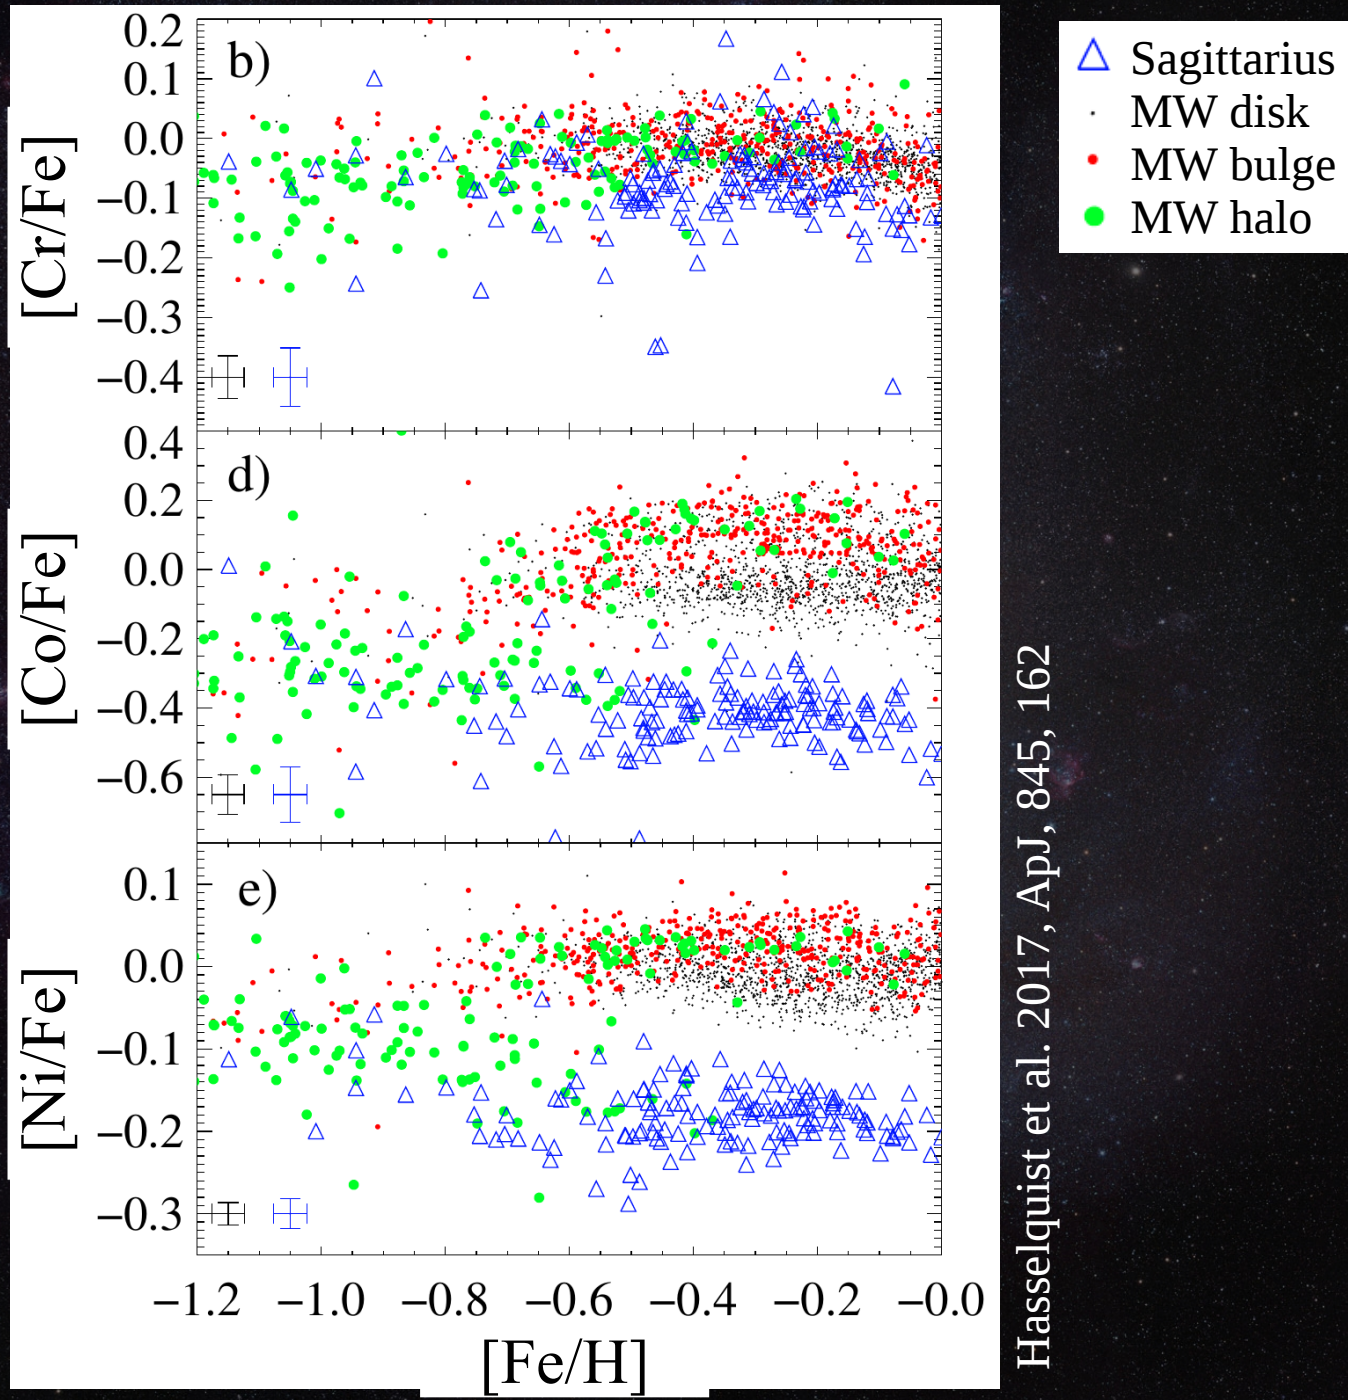 b)
[Cr/Fe]
0.2
0.1
0.0
−0.1
−0.2
−0.3
−0.4
d)
[Co/Fe]
0.4
0.2
0.0
−0.2
−0.4
−0.6
e)
[Ni/Fe]
0.1
0.0
−0.1
−0.2
−0.3
−1.2 −1.0 −0.8 −0.6 −0.4 −0.2 −0.0
[Fe/H]
Sagittarius
MW disk
MW bulge
MW halo
Hasselquist et al. 2017, ApJ, 845, 162